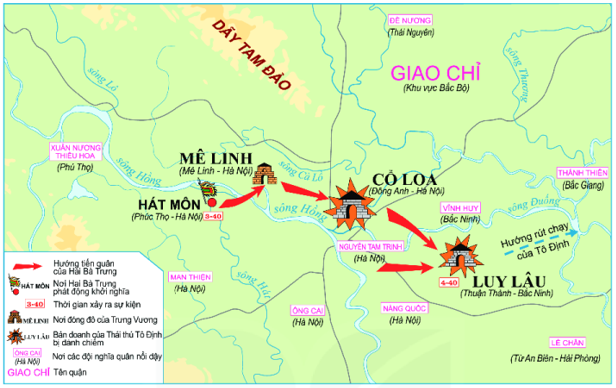 ĐỀ NƯƠNG
(Thái Nguyên)
DÃY TAM ĐẢO
GIAO CHỈ
(Khu vực Bắc Bộ)
sông Lô
sông Thương
XUÂN NƯƠNG
THIỀU HOA
(Phú Thọ)
MÊ LINH
(Mê Linh - Hà Nội)
sông Cà Lồ
sông Hồng
CỔ LOA
(Đông Anh - Hà Nội)
THÁNH THIÊN
(Bắc Giang)
HÁT MÔN
(Phúc Thọ - Hà Nội)
3-40
sông Hồng
VĨNH HUY
(Bắc Ninh)
sông Đuống
Hướng rút chạy
của Tô Định
NGUYỄN TAM TRINH
(Hà Nội)
MAN THIỆN
(Hà Nội)
sông Hát
4-40
LUY LÂU
(Thuận Thành - Bắc Ninh)
ÔNG CAI
(Hà Nội)
NÀNG QUỐC
(Hà Nội)
LÊ CHÂN
(Từ An Biên - Hải Phòng)
Hướng tiến quân
của Hai Bà Trưng
HÁT MÔN
Nơi Hai Bà Trưng
phát động khởi nghĩa
3-40
Thời gian xảy ra sự kiện
MÊ LINH
Nơi đóng đô của Trưng Vương
LUY LÂU
Bản doanh của Thái thú Tô Định
bị đánh chiếm
ÔNG CAI
(Hà Nội)
Nơi các đội nghĩa quân nổi dậy
GIAO CHỈ
Tên quận